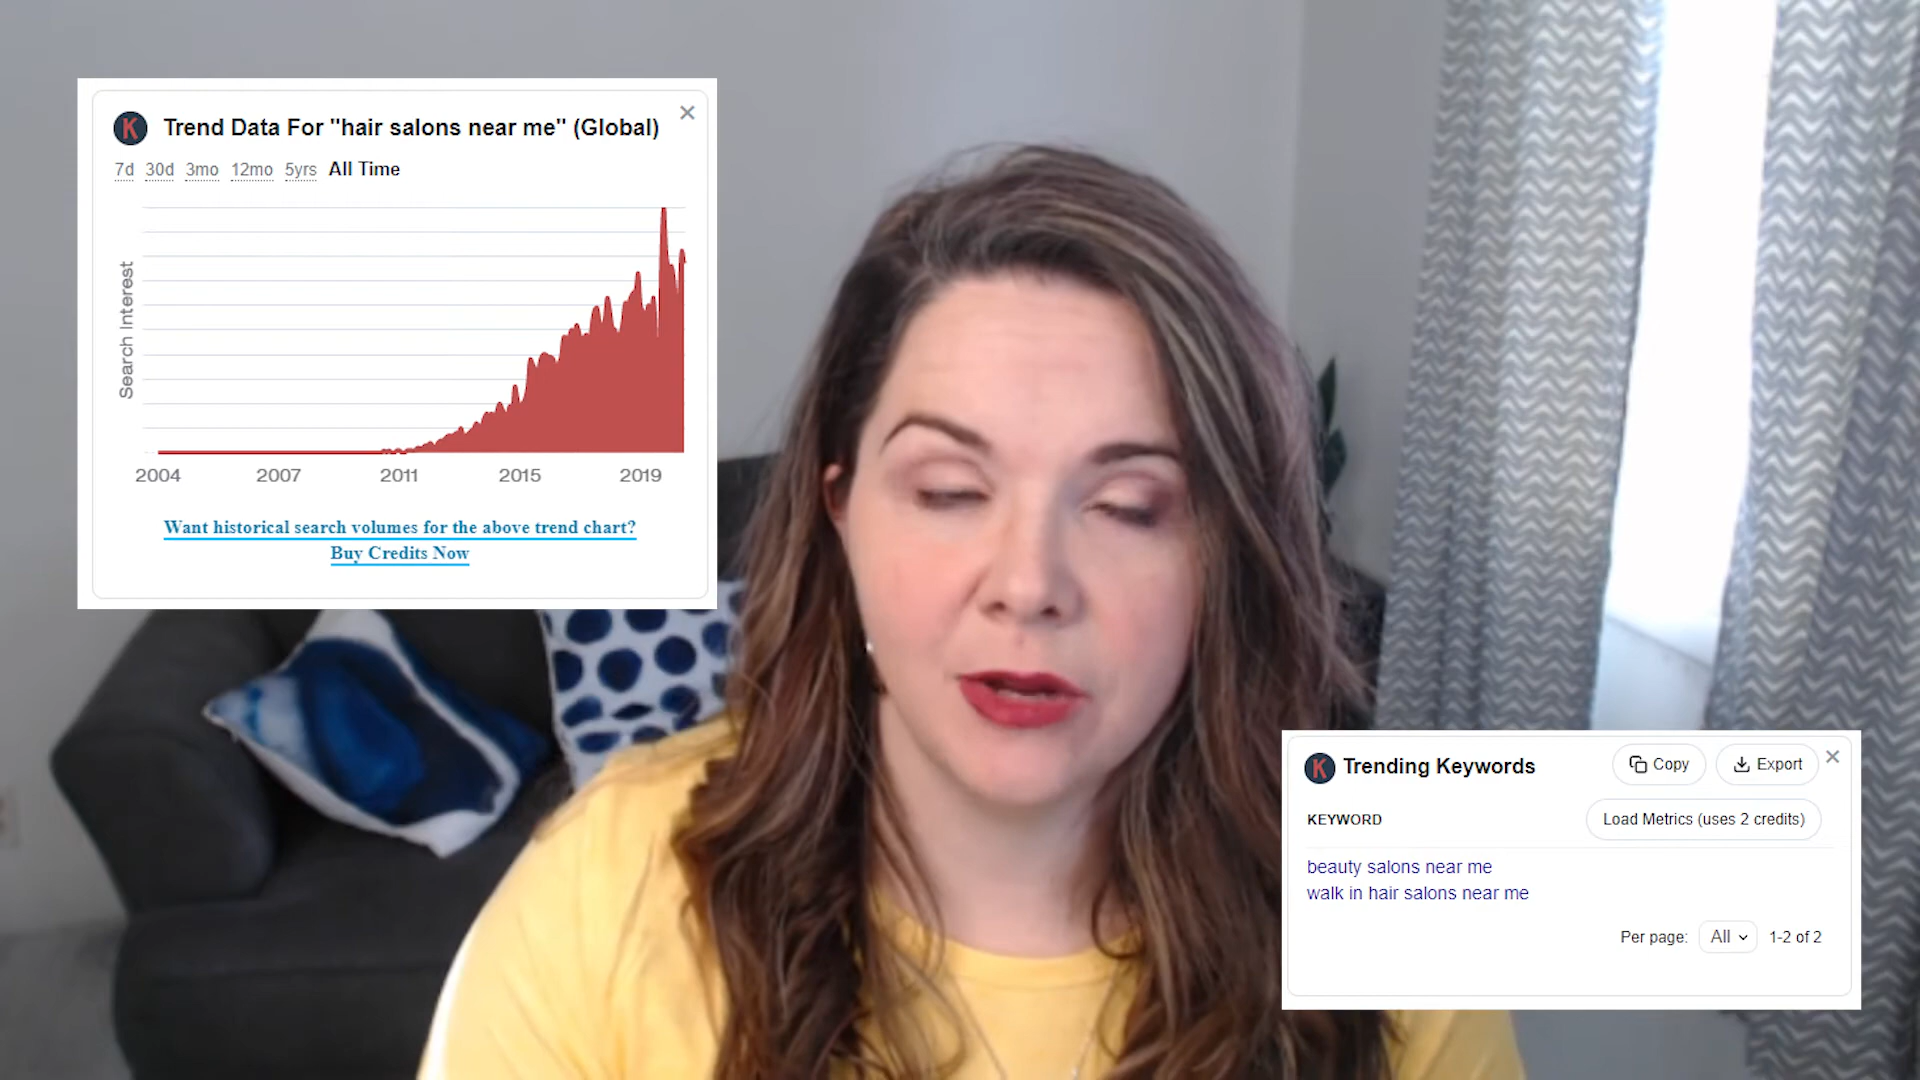 K Trend Data For "hair salons near me" (Global)
7d 30d 3mo 12mo 5yrs All Time
Search Interest
2004 2007 2011 2015 2019
Want historical search volumes for the above trend chart?
Buy Credits Now
K Trending Keywords Copy Export
KEYWORD Load Metrics (uses 2 credits)
beauty salons near me
walk in hair salons near me
Per page: All 1-2 of 2